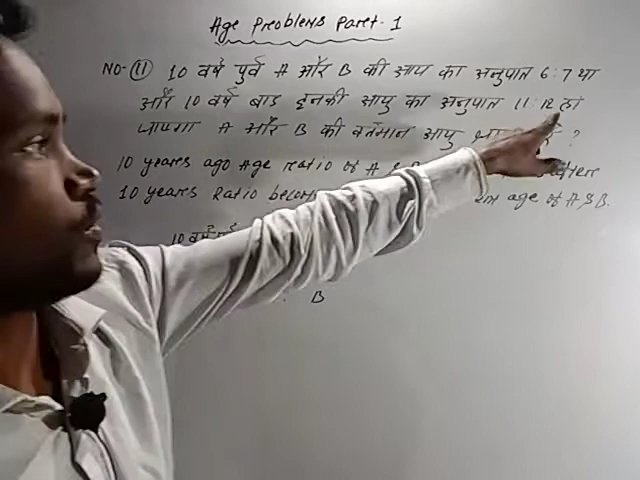 Age Problems Part-1
NO-(11) 10 वर्ष पुर्व A और B की आयु का अनुपात 6:7 था
और 10 वर्ष बाद इनकी आयु का अनुपात 11:12 हो
जाएगा A और B की वर्तमान आयु ?
10 years ago Age ratio of A &
10 years Ratio becom age of A & B.
10 वर्ष
B